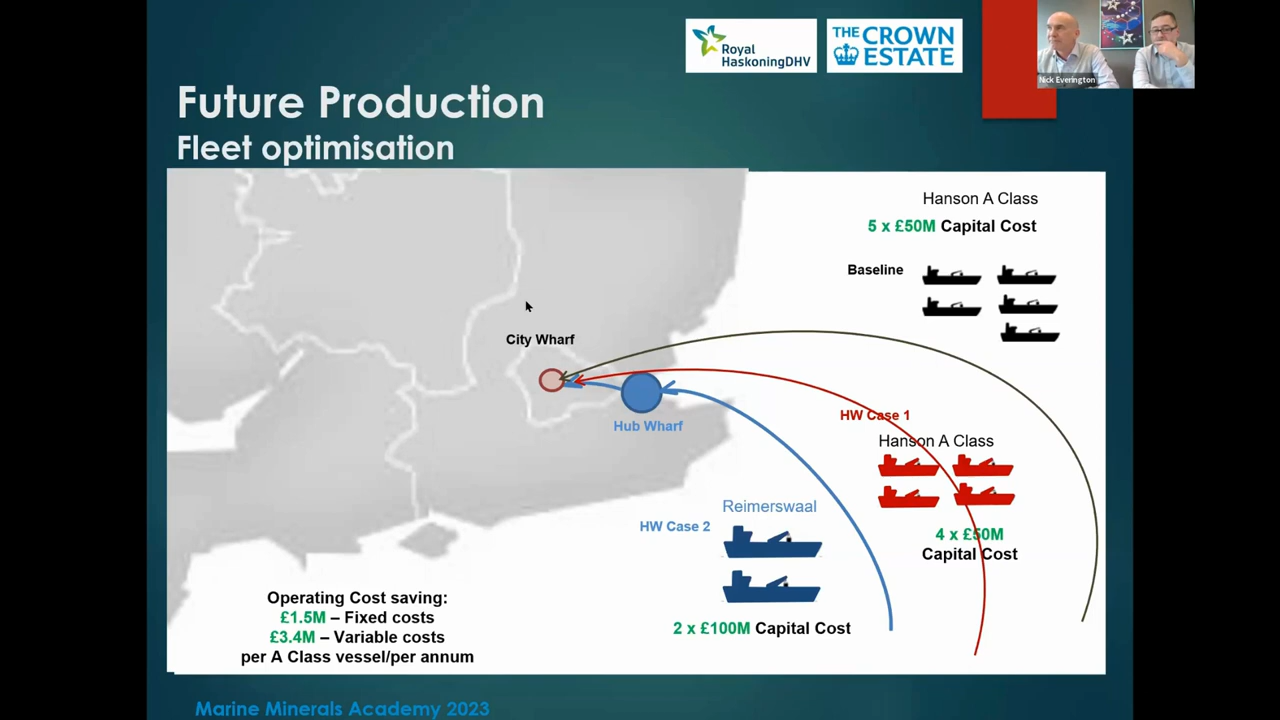 Royal
HaskoningDHV
THE CROWN
ESTATE
Nick Everington
Future Production
Fleet optimisation
Hanson A Class
5 x £50M Capital Cost
Baseline
City Wharf
Hub Wharf
HW Case 1
Hanson A Class
4 x £50M
Capital Cost
Reimerswaal
HW Case 2
2 x £100M Capital Cost
Operating Cost saving:
£1.5M – Fixed costs
£3.4M – Variable costs
per A Class vessel/per annum
Marine Minerals Academy 2023